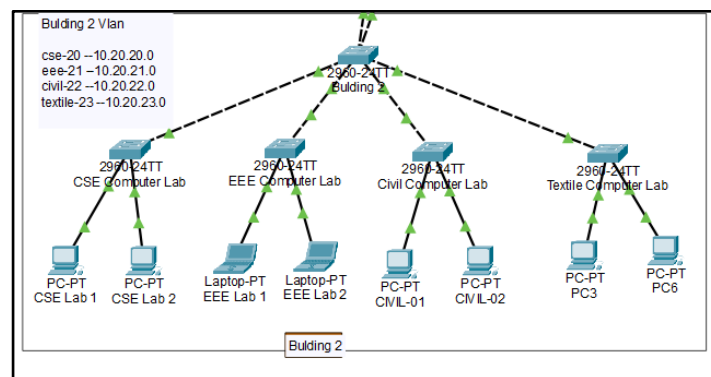 Bulding 2 Vlan
cse-20 --10.20.20.0
eee-21 --10.20.21.0
civil-22 --10.20.22.0
textile-23 --10.20.23.0
2960-24TT
Bulding 2
2960-24TT
CSE Computer Lab
2960-24TT
EEE Computer Lab
2960-24TT
Civil Computer Lab
2960-24TT
Textile Computer Lab
PC-PT
CSE Lab 1
PC-PT
CSE Lab 2
Laptop-PT
EEE Lab 1
Laptop-PT
EEE Lab 2
PC-PT
CIVIL-01
PC-PT
CIVIL-02
PC-PT
PC3
PC-PT
PC6
Bulding 2